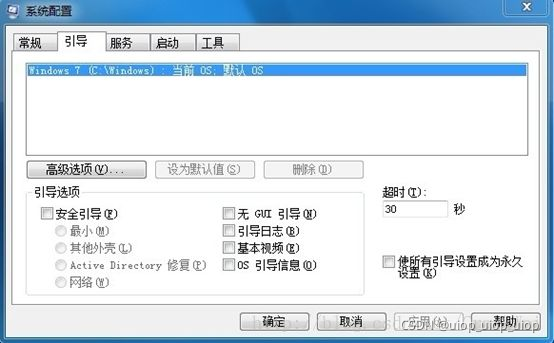 系统配置
常规 引导 服务 启动 工具
Windows 7 (C:\Windows) : 当前 OS; 默认 OS
高级选项(V)... 设为默认值(S) 删除(D)
引导选项
安全引导(F)
最小(M)
其他外壳(L)
Active Directory 修复(P)
网络(W)
无 GUI 引导(N)
引导日志(B)
基本视频(E)
OS 引导信息(O)
超时(T):
30 秒
使所有引导设置成为永久
设置(K)
确定 取消 应用(A) 帮助
CSDN @uiop_uiop_uiop